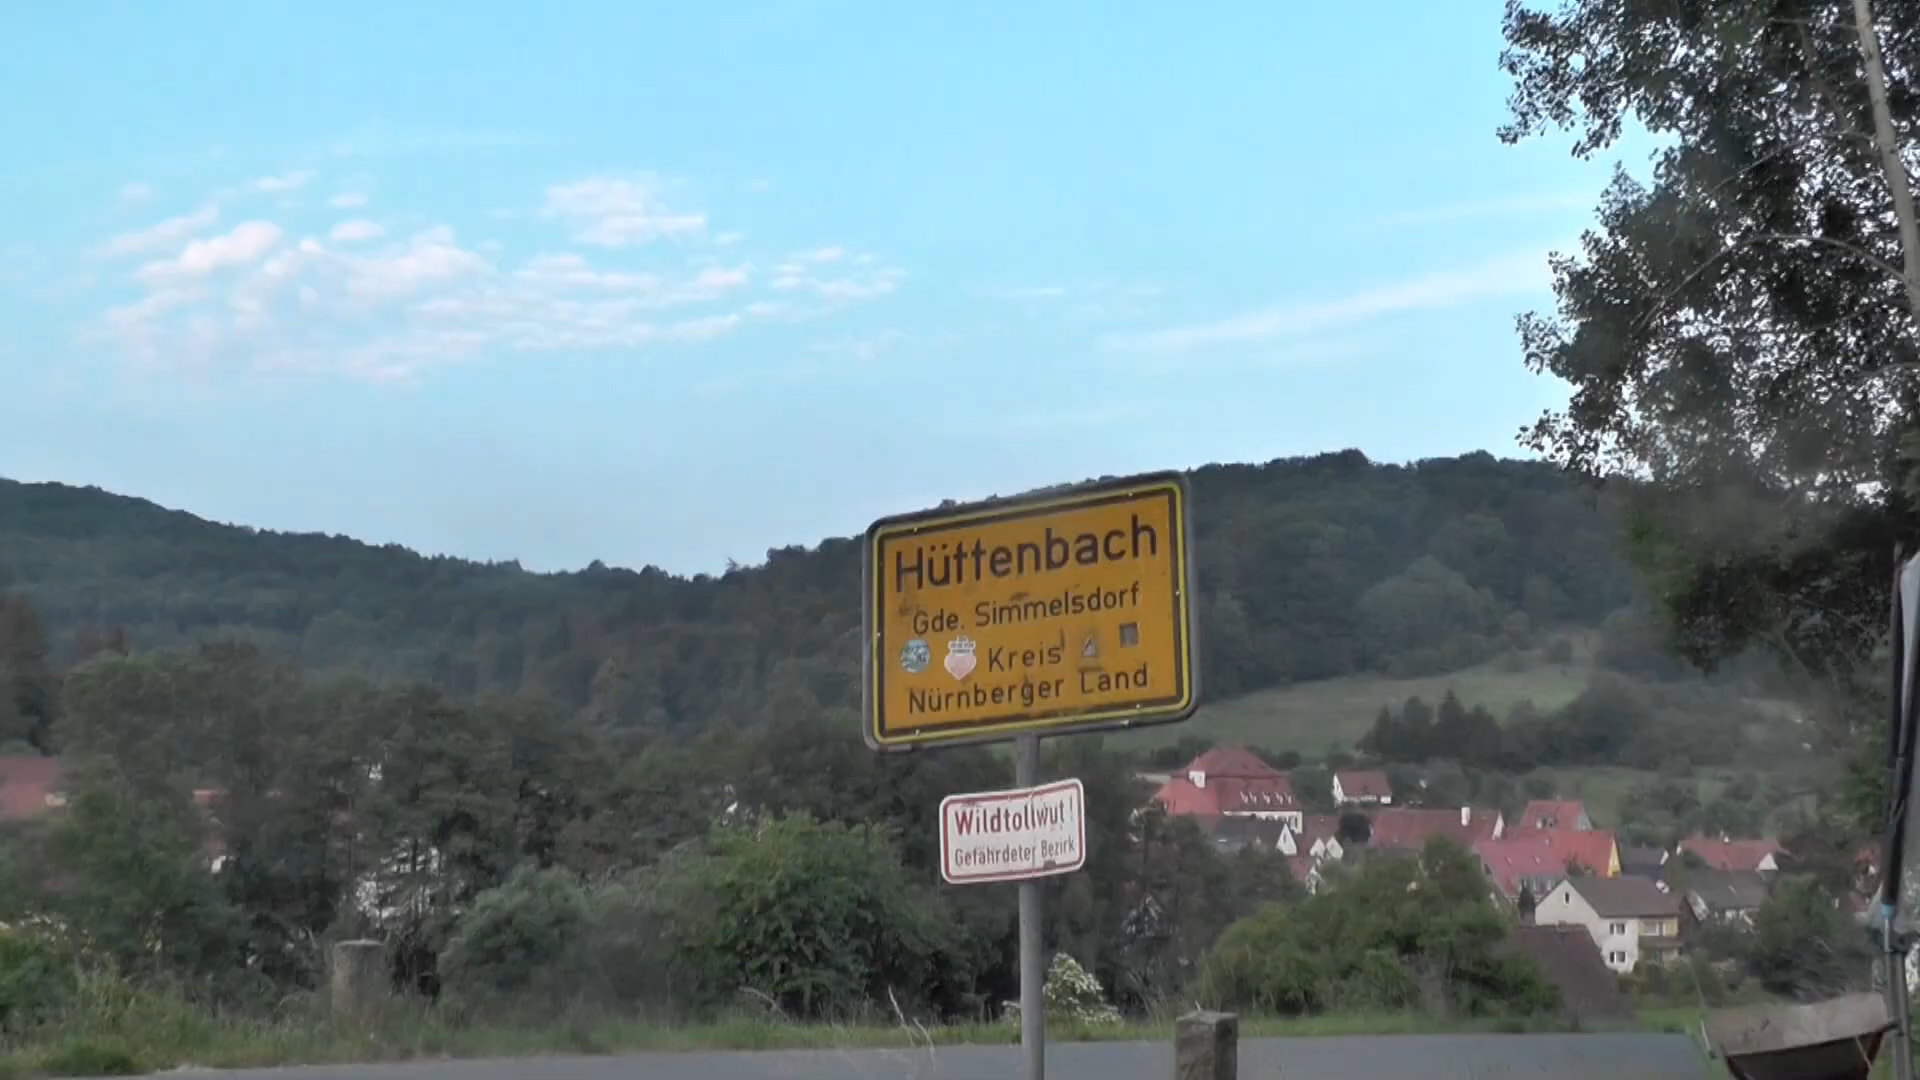 Hüttenbach
Gde. Simmelsdorf
Kreis
Nürnberger Land
Wildtollwut!
Gefährdeter Bezirk